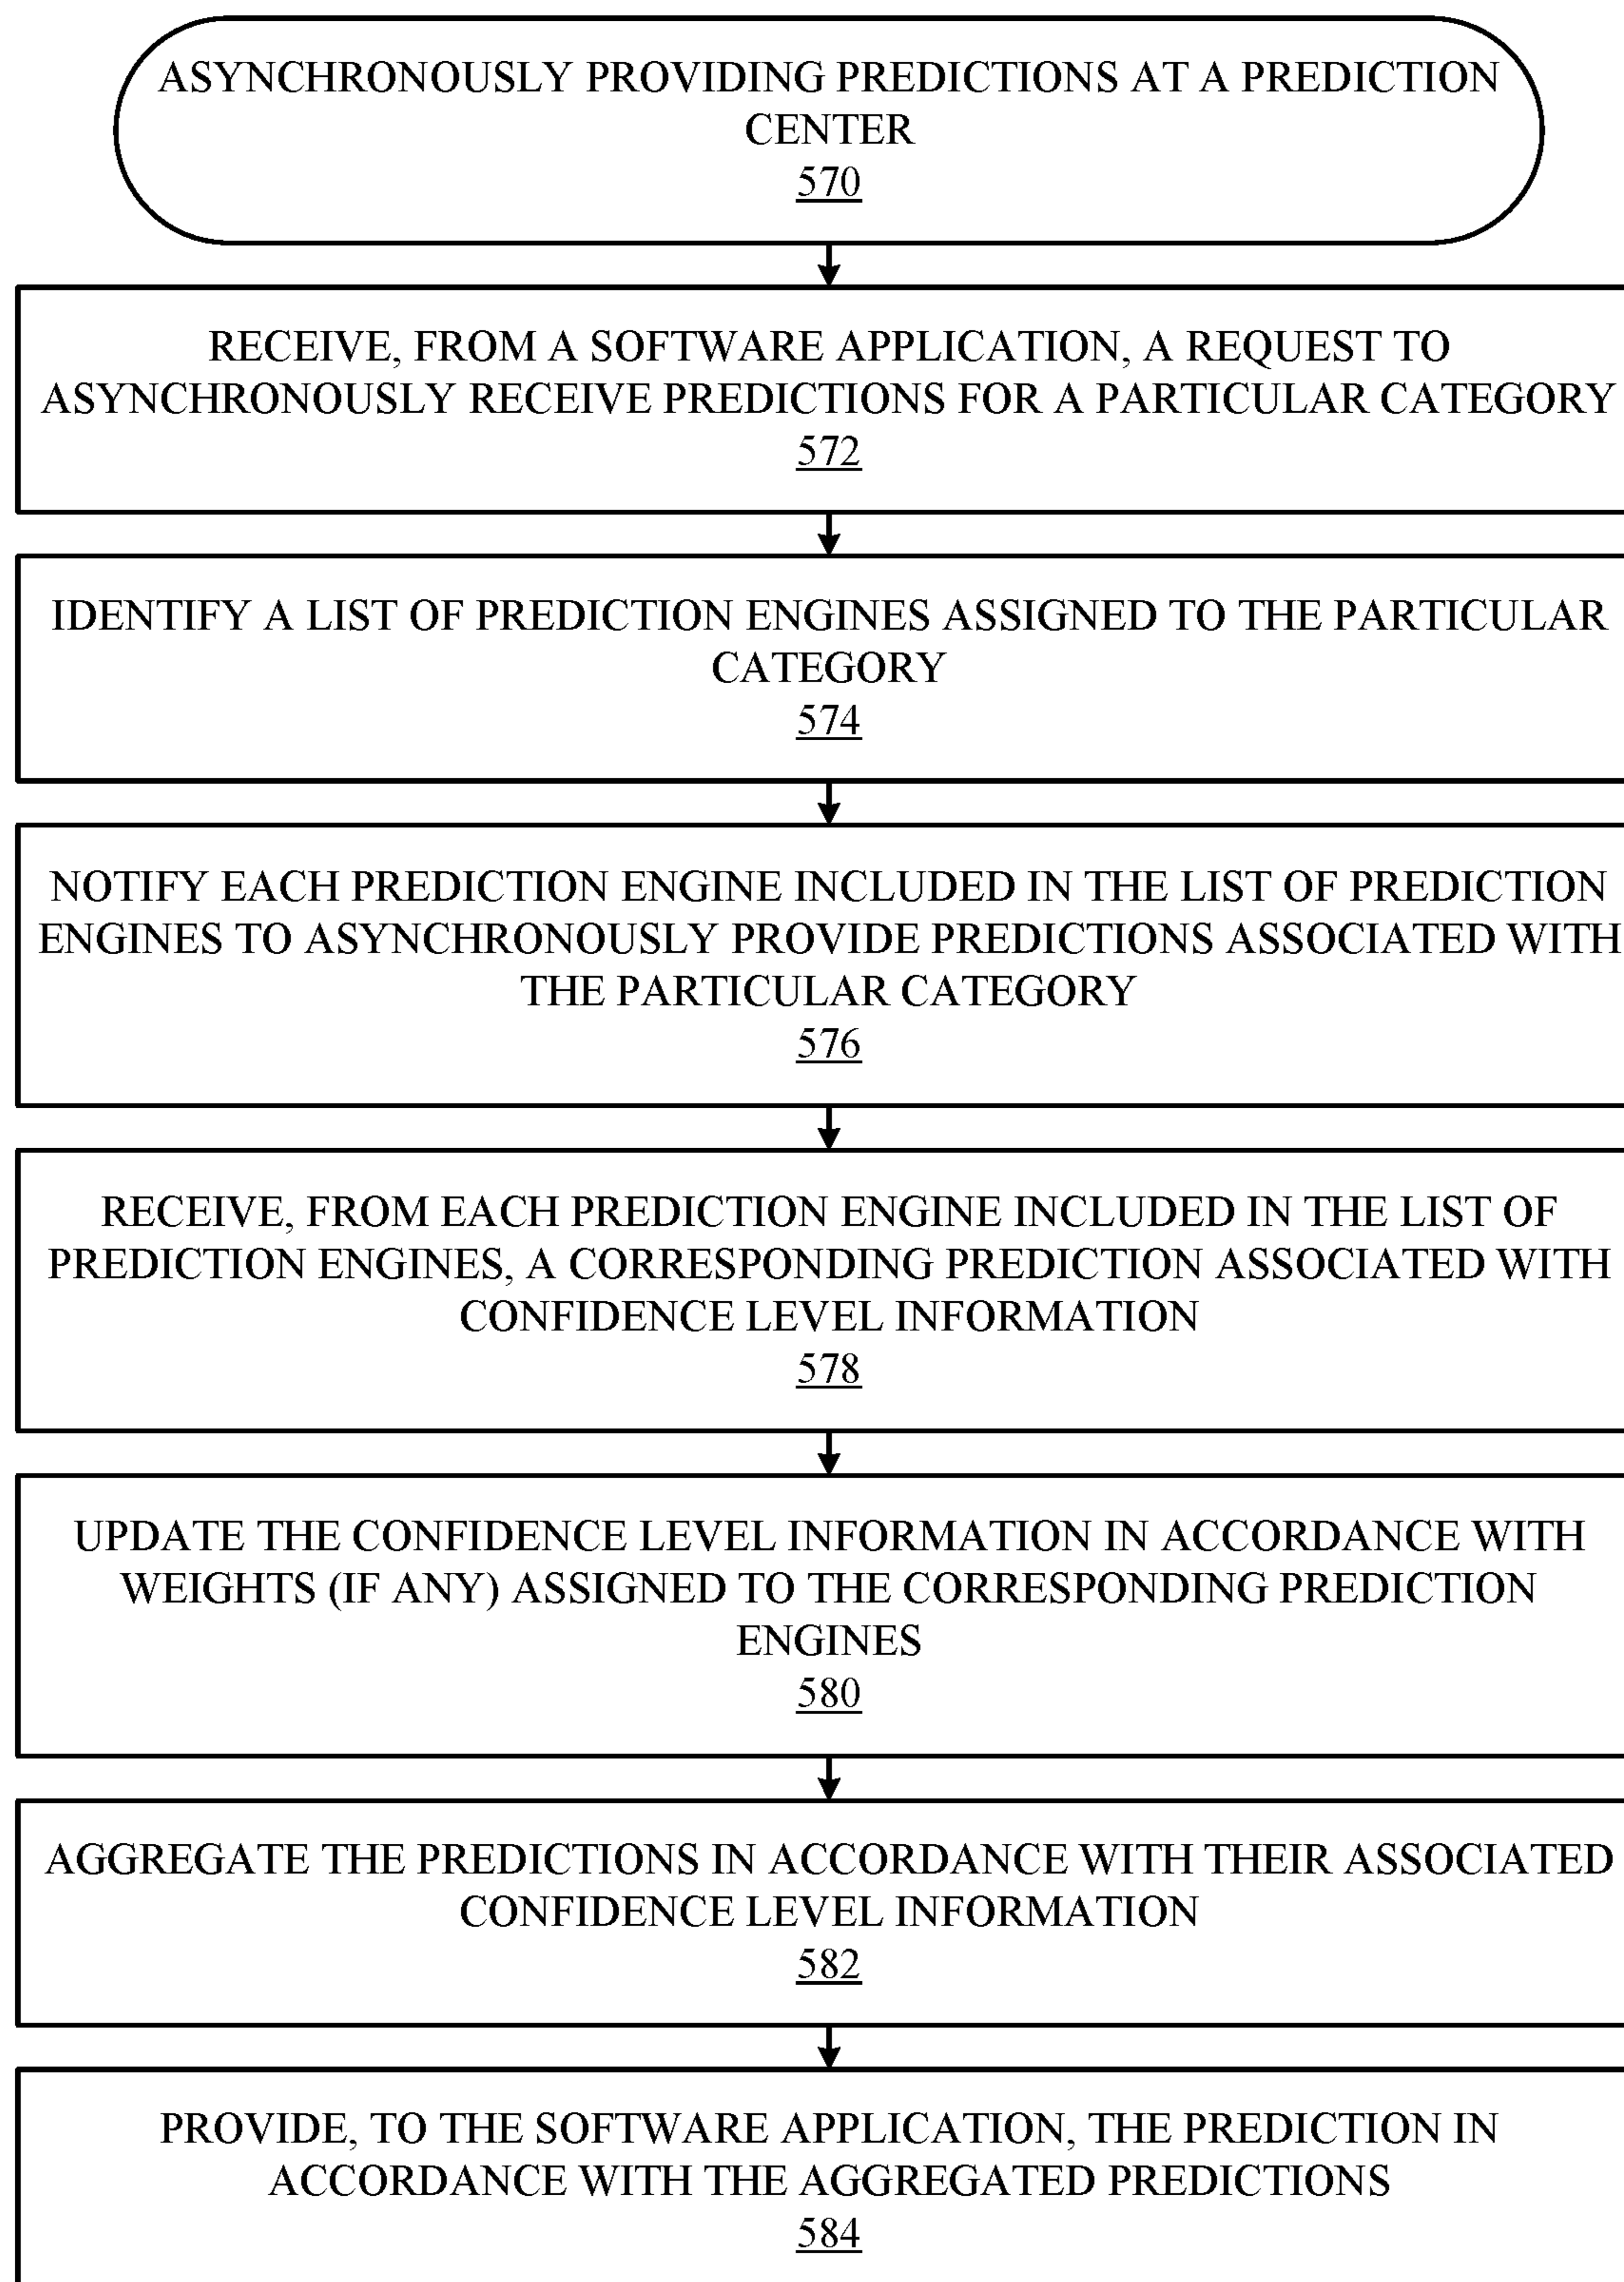 ASYNCHRONOUSLY PROVIDING PREDICTIONS AT A PREDICTION
CENTER
570
RECEIVE, FROM A SOFTWARE APPLICATION, A REQUEST TO
ASYNCHRONOUSLY RECEIVE PREDICTIONS FOR A PARTICULAR CATEGORY
572
IDENTIFY A LIST OF PREDICTION ENGINES ASSIGNED TO THE PARTICULAR
CATEGORY
574
NOTIFY EACH PREDICTION ENGINE INCLUDED IN THE LIST OF PREDICTION
ENGINES TO ASYNCHRONOUSLY PROVIDE PREDICTIONS ASSOCIATED WITH
THE PARTICULAR CATEGORY
576
RECEIVE, FROM EACH PREDICTION ENGINE INCLUDED IN THE LIST OF
PREDICTION ENGINES, A CORRESPONDING PREDICTION ASSOCIATED WITH
CONFIDENCE LEVEL INFORMATION
578
UPDATE THE CONFIDENCE LEVEL INFORMATION IN ACCORDANCE WITH
WEIGHTS (IF ANY) ASSIGNED TO THE CORRESPONDING PREDICTION
ENGINES
580
AGGREGATE THE PREDICTIONS IN ACCORDANCE WITH THEIR ASSOCIATED
CONFIDENCE LEVEL INFORMATION
582
PROVIDE, TO THE SOFTWARE APPLICATION, THE PREDICTION IN
ACCORDANCE WITH THE AGGREGATED PREDICTIONS
584